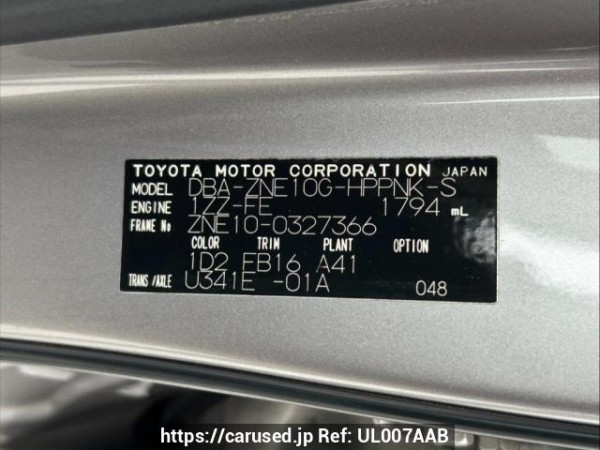 TOYOTA MOTOR CORPORATION JAPAN
MODEL DBA-ZNE10G-HPPNK-S
ENGINE 1ZZ-FE 1794 mL
FRAME No ZNE10-0327366
COLOR TRIM PLANT OPTION
1D2 FB16 A41
TRANS/AXLE U341E -01A 048
https://carused.jp Ref: UL007AAB